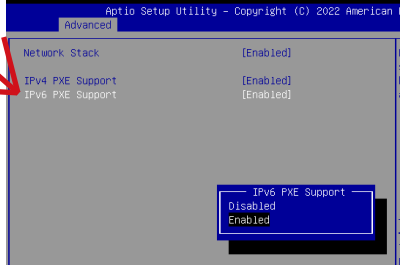 Aptio Setup Utility – Copyright (C) 2022 American
Advanced
Network Stack [Enabled]
IPv4 PXE Support [Enabled]
IPv6 PXE Support [Enabled]
IPv6 PXE Support
Disabled
Enabled